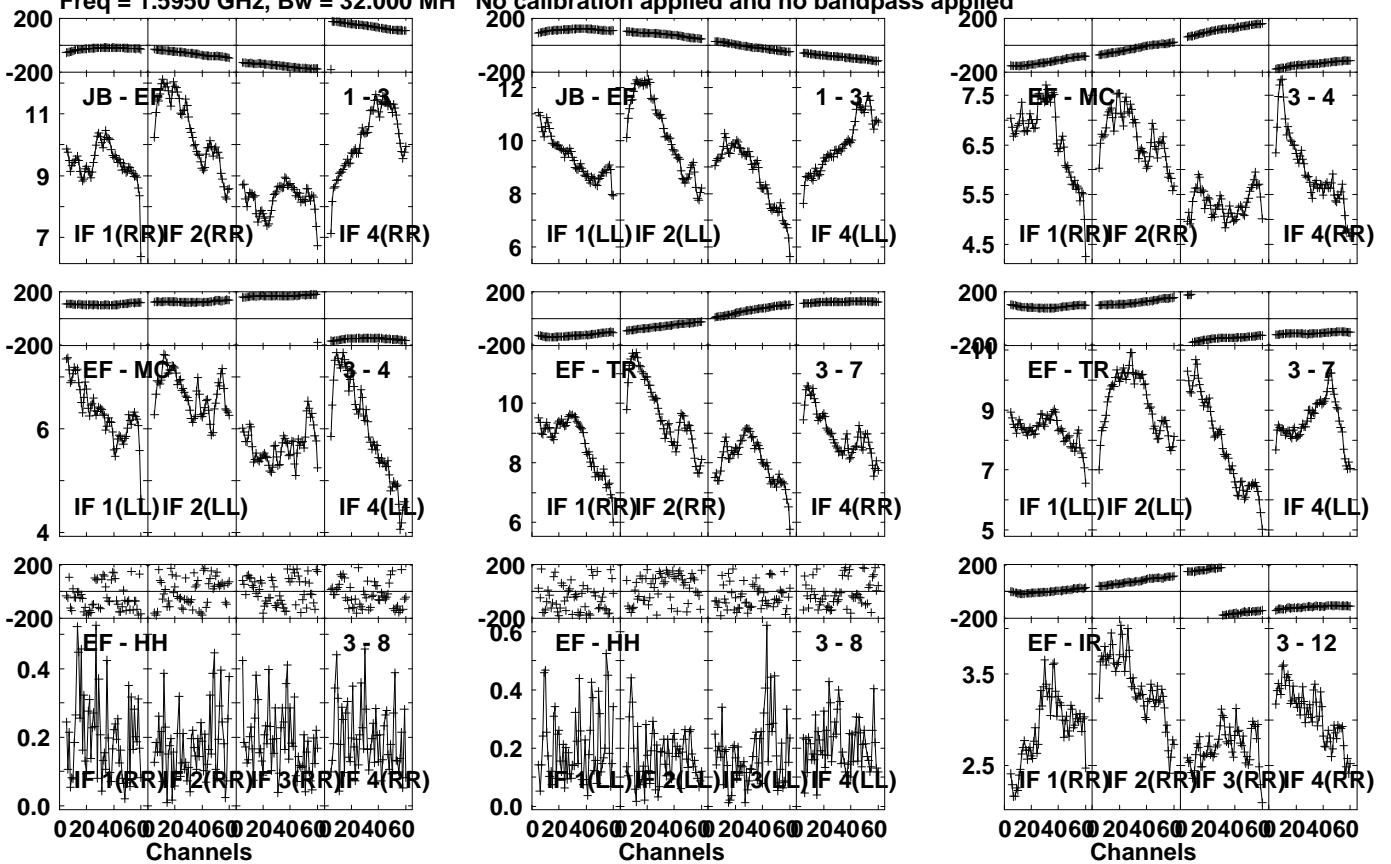 Freq = 1.5950 GHz, Bw = 32.000 MH No calibration applied and no bandpass applied
200
-200
JB - EF 1 - 3
11
9
7
IF 1(RR) IF 2(RR) IF 4(RR)
JB - EF 1 - 3
12
10
8
6
IF 1(LL) IF 2(LL) IF 4(LL)
200
-200
EF - MC 3 - 4
7.5
6.5
5.5
4.5
IF 1(RR) IF 2(RR) IF 4(RR)
200
-200
EF - MC 3 - 4
6
4
IF 1(LL) IF 2(LL) IF 4(LL)
200
-200
EF - TR 3 - 7
10
8
6
IF 1(RR) IF 2(RR) IF 4(RR)
200
-200
EF - TR 3 - 7
11
9
7
5
IF 1(LL) IF 2(LL) IF 4(LL)
200
-200
EF - HH 3 - 8
0.4
0.2
0.0
IF 1(RR) IF 2(RR) IF 3(RR) IF 4(RR)
0 20 40 60 0 20 40 60 0 20 40 60 0 20 40 60
Channels
200
-200
EF - HH 3 - 8
0.6
0.4
0.2
0.0
IF 1(LL) IF 2(LL) IF 3(LL) IF 4(LL)
0 20 40 60 0 20 40 60 0 20 40 60 0 20 40 60
Channels
200
-200
EF - IR 3 - 12
3.5
2.5
IF 1(RR) IF 2(RR) IF 3(RR) IF 4(RR)
0 20 40 60 0 20 40 60 0 20 40 60 0 20 40 60
Channels